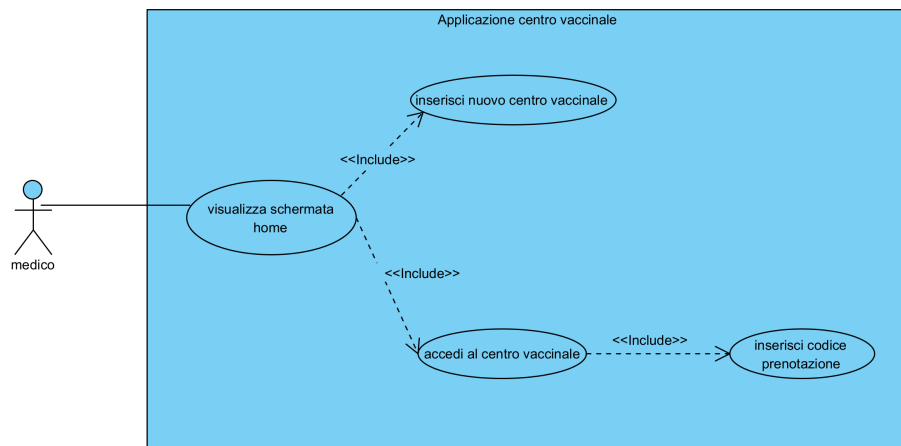 Applicazione centro vaccinale
inserisci nuovo centro vaccinale
<<Include>>
visualizza schermata
home
medico
<<Include>>
accedi al centro vaccinale
<<Include>>
inserisci codice
prenotazione